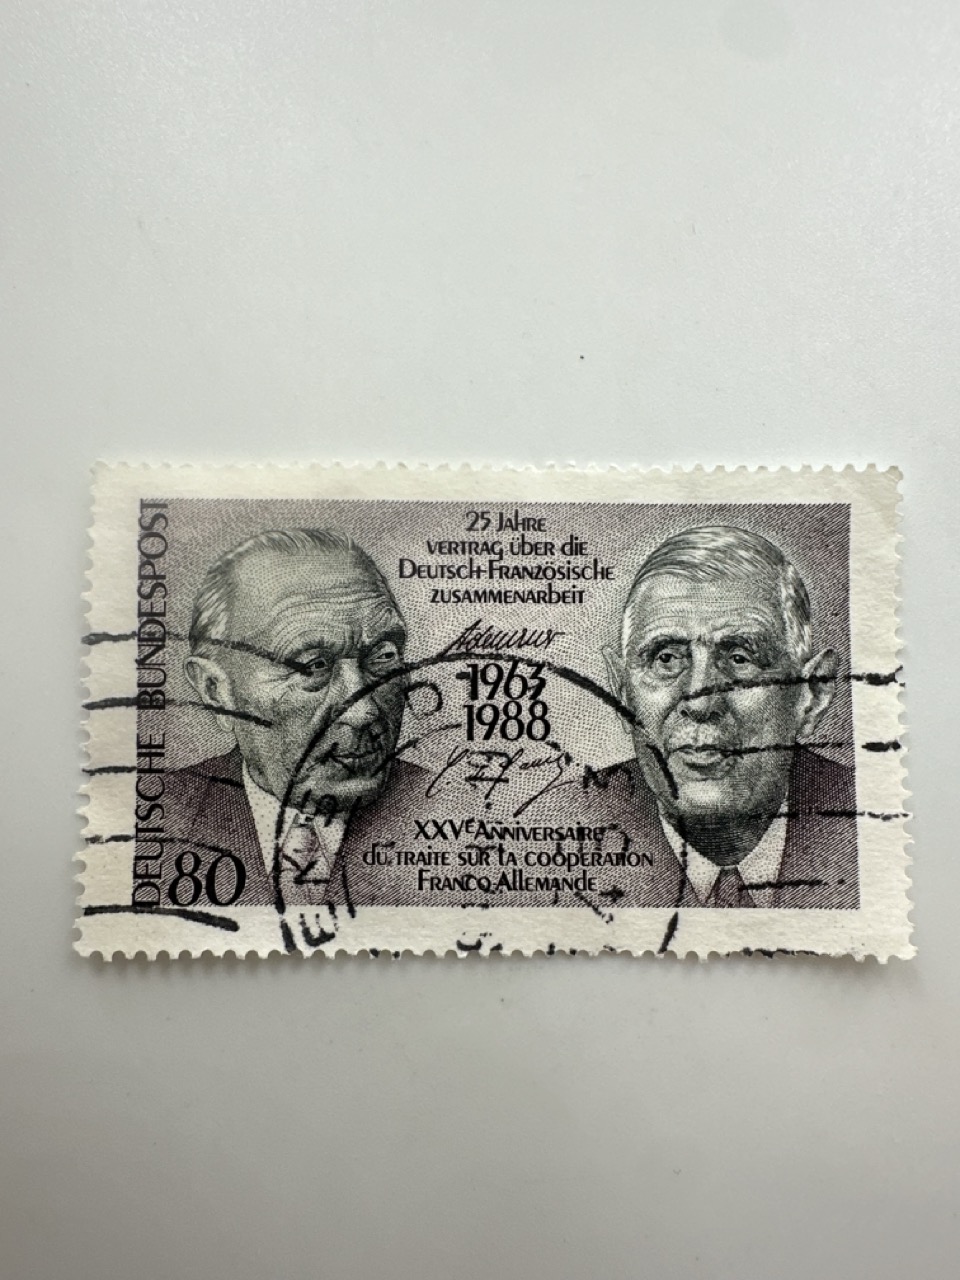 DEUTSCHE BUNDESPOST
80
25 JAHRE
VERTRAG ÜBER DIE
DEUTSCH-FRANZÖSISCHE
ZUSAMMENARBEIT
Adenauer
1963
1988
XXVE ANNIVERSAIRE
DU TRAITE SUR LA COOPERATION
FRANCO-ALLEMANDE